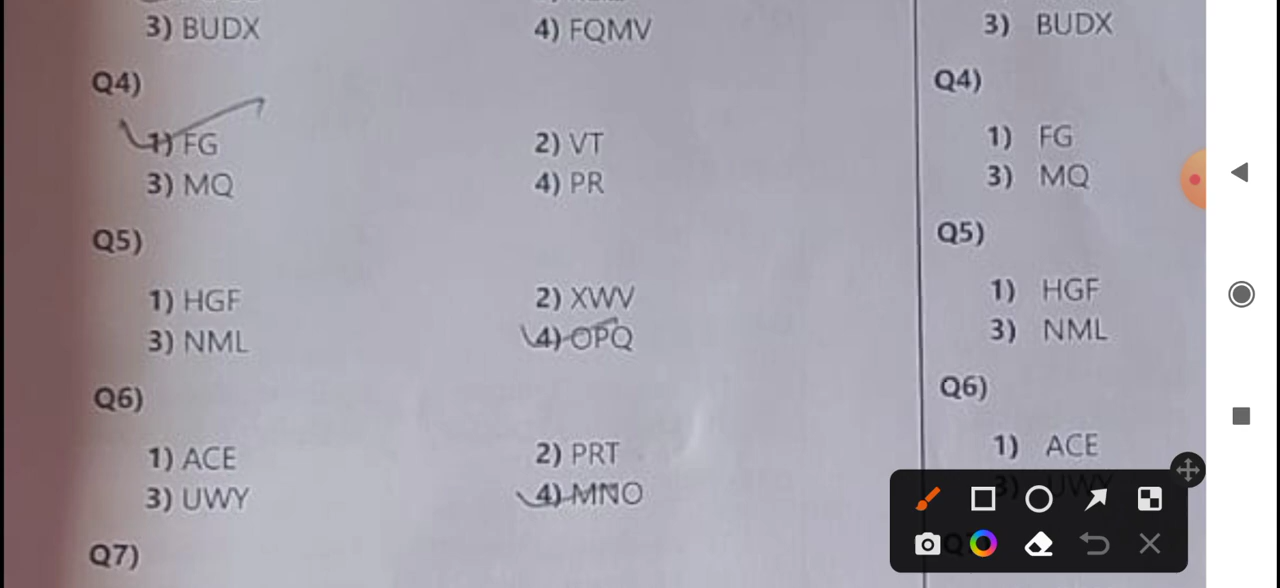 3) BUDX 4) FQMV
Q4)
1) FG 2) VT
3) MQ 4) PR
Q5)
1) HGF 2) XWV
3) NML 4) OPQ
Q6)
1) ACE 2) PRT
3) UWY 4) MNO
Q7)
3) BUDX
Q4)
1) FG
3) MQ
Q5)
1) HGF
3) NML
Q6)
1) ACE
3) UWY